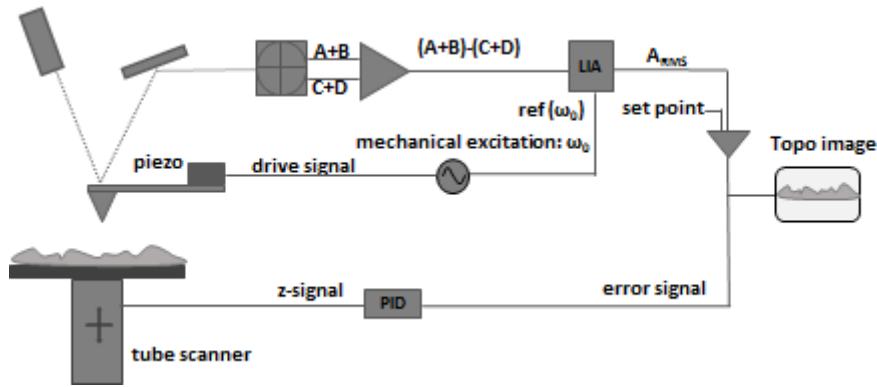 A+B
C+D
(A+B)-(C+D)
LIA
A_RMS
ref (ω₀)
set point
mechanical excitation: ω₀
piezo
drive signal
Topo image
z-signal
PID
error signal
tube scanner